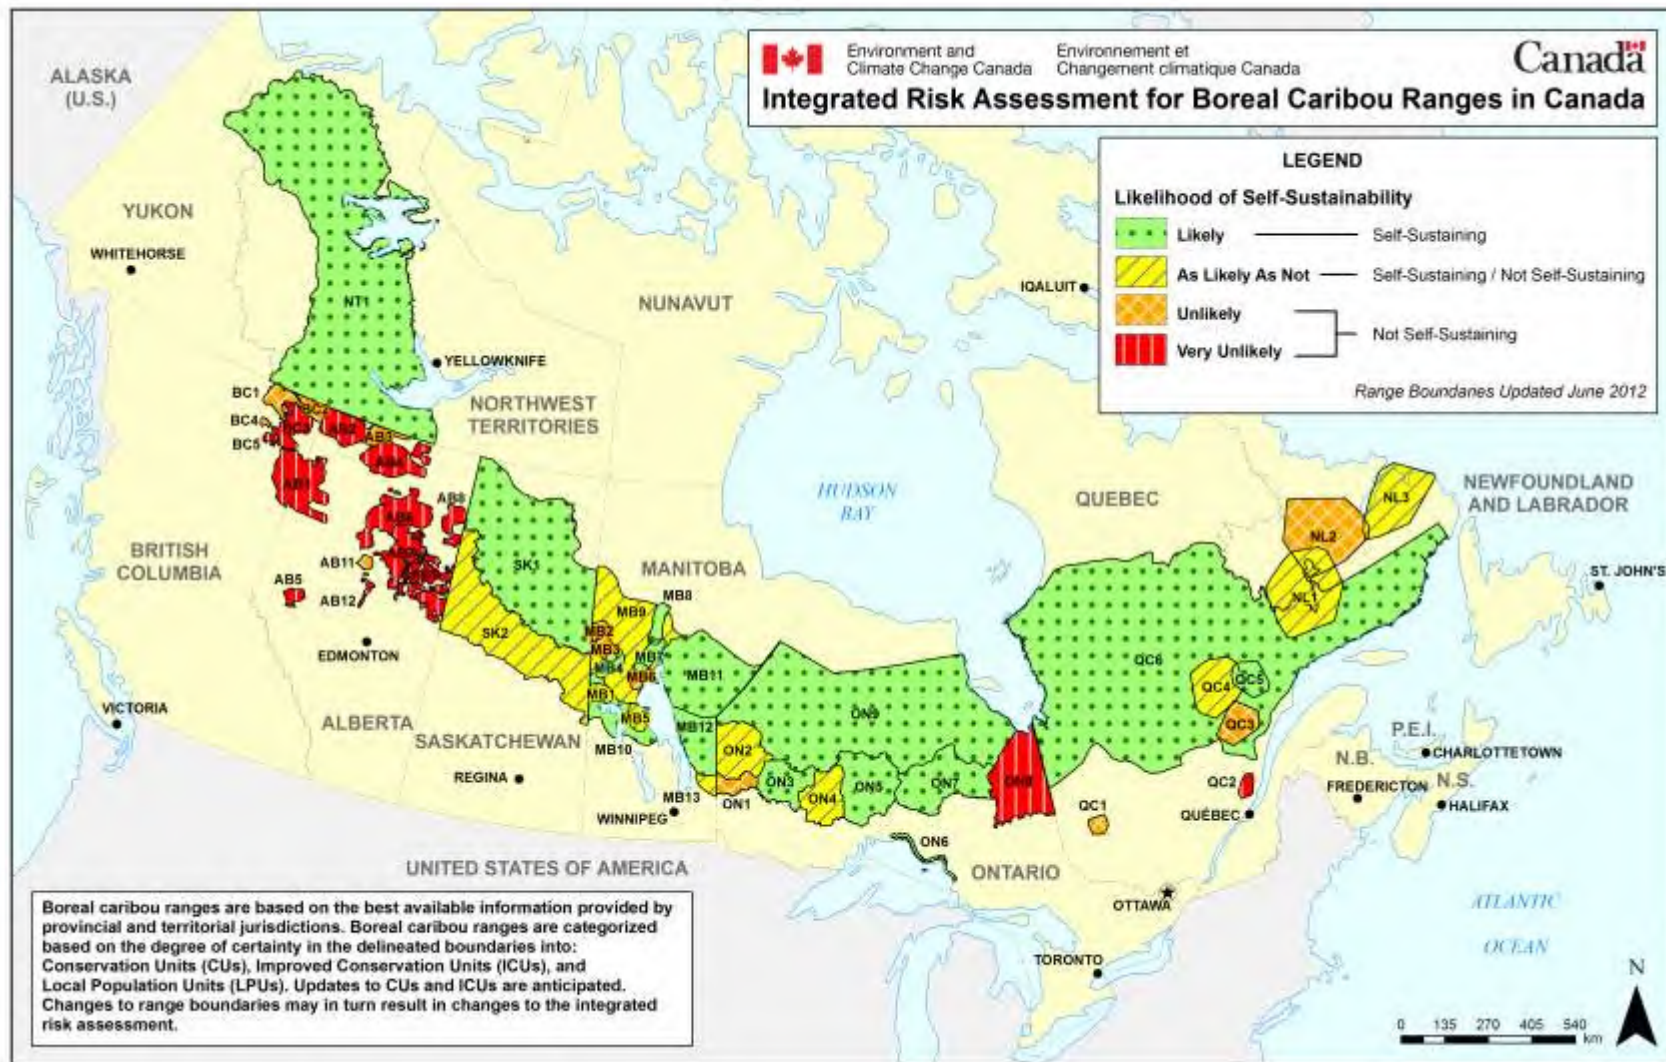 Environment and Climate Change Canada
Environnement et Changement climatique Canada
Canada
Integrated Risk Assessment for Boreal Caribou Ranges in Canada
LEGEND
Likelihood of Self-Sustainability
Likely Self-Sustaining
As Likely As Not Self-Sustaining / Not Self-Sustaining
Unlikely
Not Self-Sustaining
Very Unlikely
Range Boundanes Updated June 2012
ALASKA
(U.S.)
YUKON
WHITEHORSE
NT1
NUNAVUT
IQALUIT
YELLOWKNIFE
NORTHWEST
TERRITORIES
BC1
BC2
BC4
BC3
BC5
AB2
AB3
AB4
AB1
AB8
AB6
HUDSON
BAY
QUEBEC
NEWFOUNDLAND
AND LABRADOR
NL3
NL2
NL1
ST. JOHN'S
BRITISH
COLUMBIA
AB11
AB5
AB12
SK1
MANITOBA
MB8
MB9
MB2
MB3
MB4
MB7
MB6
MB1
MB5
MB11
MB12
MB10
SK2
EDMONTON
VICTORIA
ALBERTA
SASKATCHEWAN
REGINA
WINNIPEG
MB13
ON1
ON2
ON3
ON4
ON5
ON7
ON9
ON6
QC6
QC4
QC5
QC3
QC2
QC1
QUÉBEC
P.E.I.
CHARLOTTETOWN
N.B.
FREDERICTON
N.S.
HALIFAX
UNITED STATES OF AMERICA
ONTARIO
OTTAWA
TORONTO
ATLANTIC
OCEAN
Boreal caribou ranges are based on the best available information provided by
provincial and territorial jurisdictions. Boreal caribou ranges are categorized
based on the degree of certainty in the delineated boundaries into:
Conservation Units (CUs), Improved Conservation Units (ICUs), and
Local Population Units (LPUs). Updates to CUs and ICUs are anticipated.
Changes to range boundaries may in turn result in changes to the integrated
risk assessment.
N
0 135 270 405 540
km